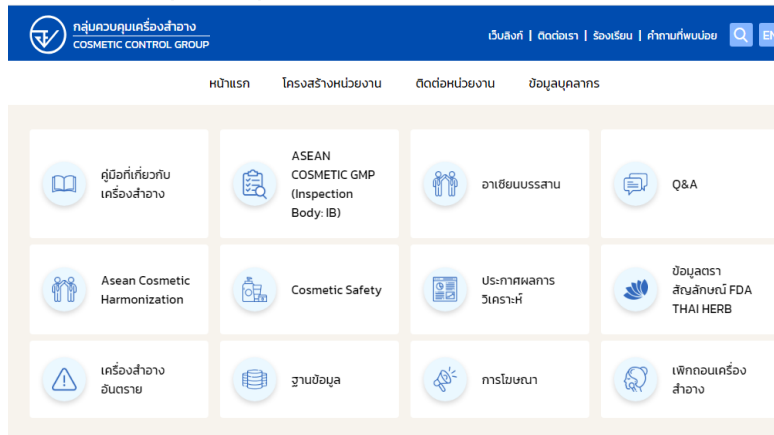 กลุ่มควบคุมเครื่องสำอาง
COSMETIC CONTROL GROUP
เว็บลิงก์ | ติดต่อเรา | ร้องเรียน | คำถามที่พบบ่อย EN
หน้าแรก โครงสร้างหน่วยงาน ติดต่อหน่วยงาน ข้อมูลบุคลากร
คู่มือที่เกี่ยวกับ
เครื่องสำอาง
ASEAN
COSMETIC GMP
(Inspection
Body: IB)
อาเซียนบรรสาน
Q&A
Asean Cosmetic
Harmonization
Cosmetic Safety
ประกาศผลการ
วิเคราะห์
ข้อมูลตรา
สัญลักษณ์ FDA
THAI HERB
เครื่องสำอาง
อันตราย
ฐานข้อมูล
การโฆษณา
เพิกถอนเครื่อง
สำอาง